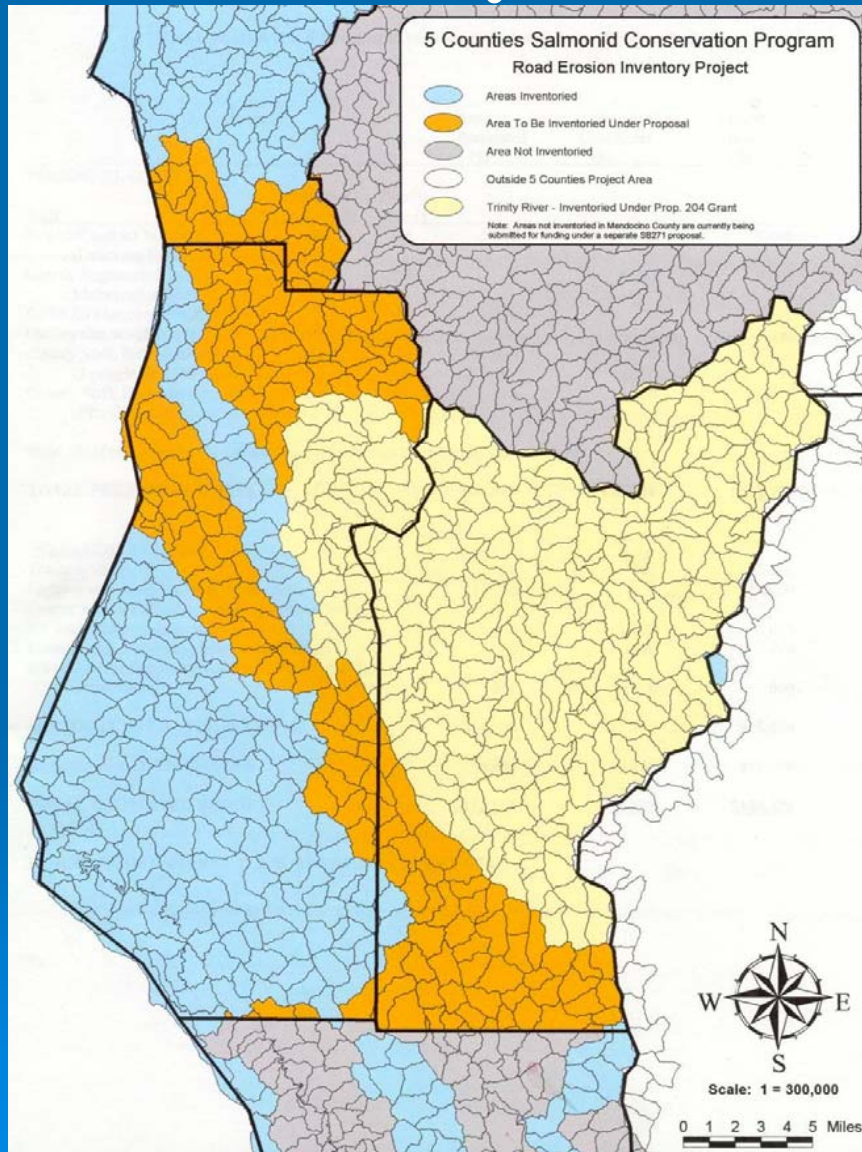 5 Counties Salmonid Conservation Program
Road Erosion Inventory Project
Areas Inventoried
Area To Be Inventoried Under Proposal
Area Not Inventoried
Outside 5 Counties Project Area
Trinity River - Inventoried Under Prop. 204 Grant
Note: Areas not inventoried in Mendocino County are currently being
submitted for funding under a separate SB271 proposal.
N
W E
S
Scale: 1 = 300,000
0 1 2 3 4 5 Miles